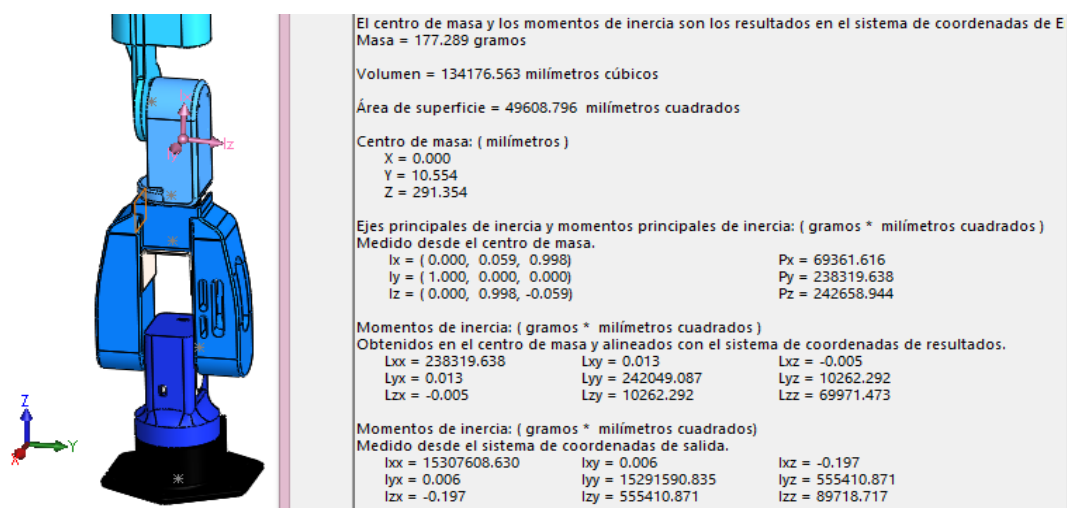 El centro de masa y los momentos de inercia son los resultados en el sistema de coordenadas de E
Masa = 177.289 gramos
Volumen = 134176.563 milímetros cúbicos
Área de superficie = 49608.796 milímetros cuadrados
Centro de masa: ( milímetros )
X = 0.000
Y = 10.554
Z = 291.354
Ejes principales de inercia y momentos principales de inercia: ( gramos * milímetros cuadrados )
Medido desde el centro de masa.
Ix = ( 0.000, 0.059, 0.998) Px = 69361.616
Iy = ( 1.000, 0.000, 0.000) Py = 238319.638
Iz = ( 0.000, 0.998, -0.059) Pz = 242658.944
Momentos de inercia: ( gramos * milímetros cuadrados )
Obtenidos en el centro de masa y alineados con el sistema de coordenadas de resultados.
Lxx = 238319.638 Lxy = 0.013 Lxz = -0.005
Lyx = 0.013 Lyy = 242049.087 Lyz = 10262.292
Lzx = -0.005 Lzy = 10262.292 Lzz = 69971.473
Momentos de inercia: ( gramos * milímetros cuadrados)
Medido desde el sistema de coordenadas de salida.
Ixx = 15307608.630 Ixy = 0.006 Ixz = -0.197
Iyx = 0.006 Iyy = 15291590.835 Iyz = 555410.871
Izx = -0.197 Izy = 555410.871 Izz = 89718.717
Ix
Iy
Iz
Z
Y
X